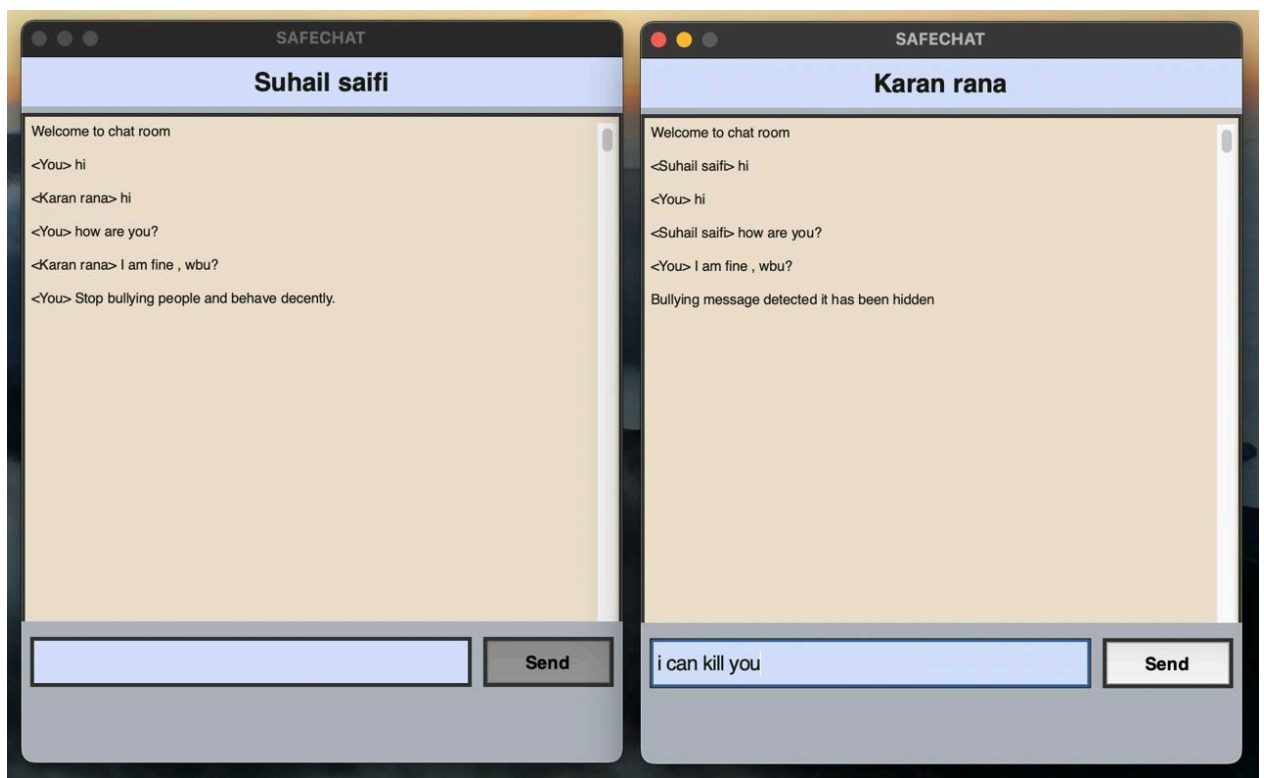 SAFECHAT
Suhail saifi
Welcome to chat room
<You> hi
<Karan rana> hi
<You> how are you?
<Karan rana> I am fine , wbu?
<You> Stop bullying people and behave decently.
Send
SAFECHAT
Karan rana
Welcome to chat room
<Suhail saifi> hi
<You> hi
<Suhail saifi> how are you?
<You> I am fine , wbu?
Bullying message detected it has been hidden
i can kill you
Send